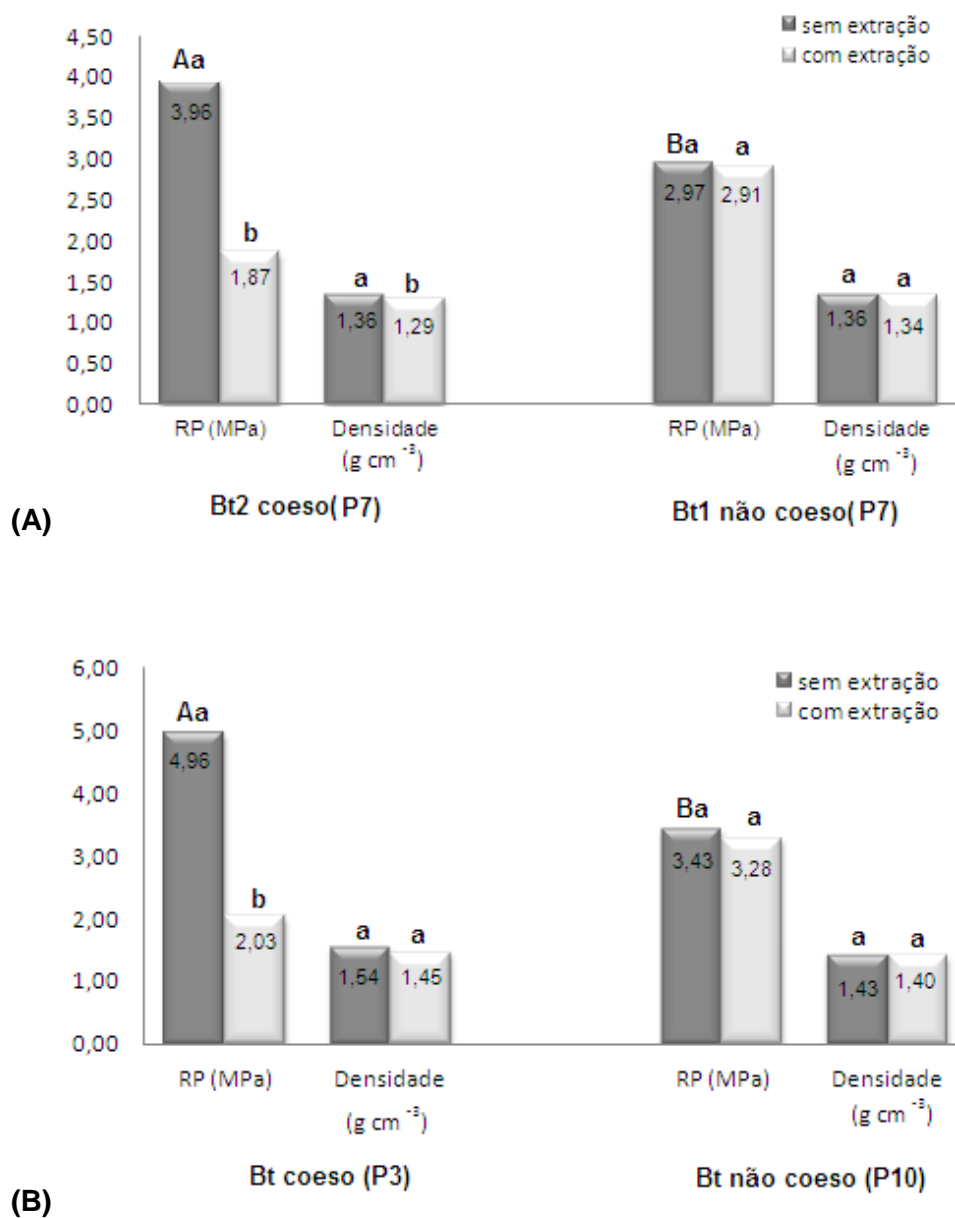 sem extração
com extração
4,50
4,00
3,50
3,00
2,50
2,00
1,50
1,00
0,50
0,00
Aa
3,96
b
1,87
a
1,36
b
1,29
Ba
2,97
a
2,91
a
1,36
a
1,34
RP (MPa)
Densidade
(g cm ⁻³)
RP (MPa)
Densidade
(g cm ⁻³)
(A)
Bt2 coeso( P7)
Bt1 não coeso( P7)
sem extração
com extração
6,00
5,00
4,00
3,00
2,00
1,00
0,00
Aa
4,96
b
2,03
a
1,54
a
1,45
Ba
3,43
a
3,28
a
1,43
a
1,40
RP (MPa)
Densidade
(g cm ⁻³)
RP (MPa)
Densidade
(g cm ⁻³)
(B)
Bt coeso (P3)
Bt não coeso (P10)